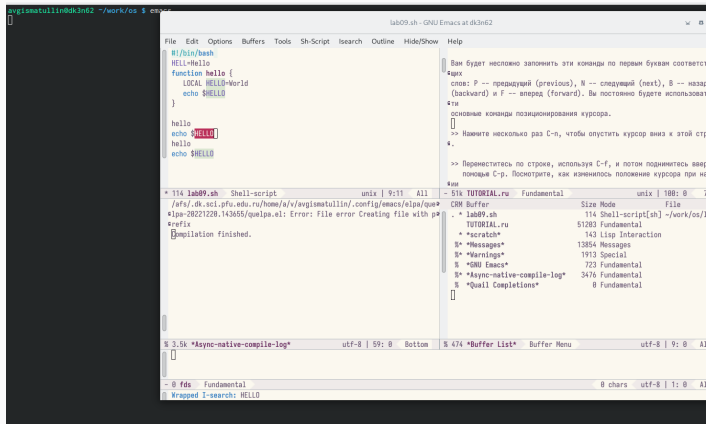 avgismatullin@dk3n62 ~/work/os $ emacs
lab09.sh - GNU Emacs at dk3n62
File Edit Options Buffers Tools Sh-Script Isearch Outline Hide/Show Help
#!/bin/bash
HELL=Hello
function hello {
LOCAL HELLO=World
echo $HELLO
}
hello
echo $HELLO
hello
echo $HELLO
* 114 lab09.sh Shell-script unix | 9:11 All
Вам будет несложно запомнить эти команды по первым буквам соответст
щих
слов: P -- предыдущий (previous), N -- следующий (next), B -- назад
(backward) и F -- вперед (forward). Вы постоянно будете использоват
ти
основные команды позиционирования курсора.
>> Нажмите несколько раз C-n, чтобы опустить курсор вниз к этой стр
.
>> Переместитесь по строке, используя C-f, и потом поднимитесь ввер
помощью C-p. Посмотрите, как изменилось положение курсора при на
ии
- 51k TUTORIAL.ru Fundamental unix | 100: 0 7
/afs/.dk.sci.pfu.edu.ru/home/a/v/avgismatullin/.config/emacs/elpa/que
lpa-20221220.143655/quelpa.el: Error: File error Creating file with p
refix
Compilation finished.
% 3.5k *Async-native-compile-log* utf-8 | 59: 0 Bottom
CRM Buffer Size Mode File
. * lab09.sh 114 Shell-script[sh] ~/work/os/l
TUTORIAL.ru 51283 Fundamental
* *scratch* 143 Lisp Interaction
%* *Messages* 13854 Messages
%* *Warnings* 1913 Special
% *GNU Emacs* 723 Fundamental
%* *Async-native-compile-log* 3476 Fundamental
% *Quail Completions* 0 Fundamental
% 474 *Buffer List* Buffer Menu utf-8 | 9: 0 Al
- 0 fds Fundamental 0 chars utf-8 | 1: 0 Al
Wrapped I-search: HELLO